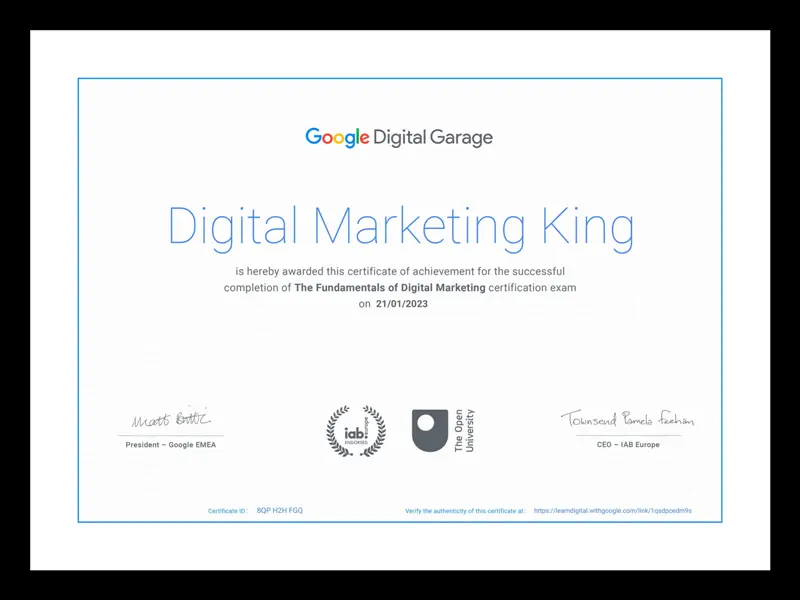 Google Digital Garage
Digital Marketing King
is hereby awarded this certificate of achievement for the successful
completion of The Fundamentals of Digital Marketing certification exam
on 21/01/2023
Matt Brittin
Townsend Pamela Feehan
President – Google EMEA
iab: europe
ENDORSED
The Open
University
CEO – IAB Europe
Certificate ID : 8QP H2H FGQ
Verify the authenticity of this certificate at: https://learndigital.withgoogle.com/link/1qsdpcedm9s